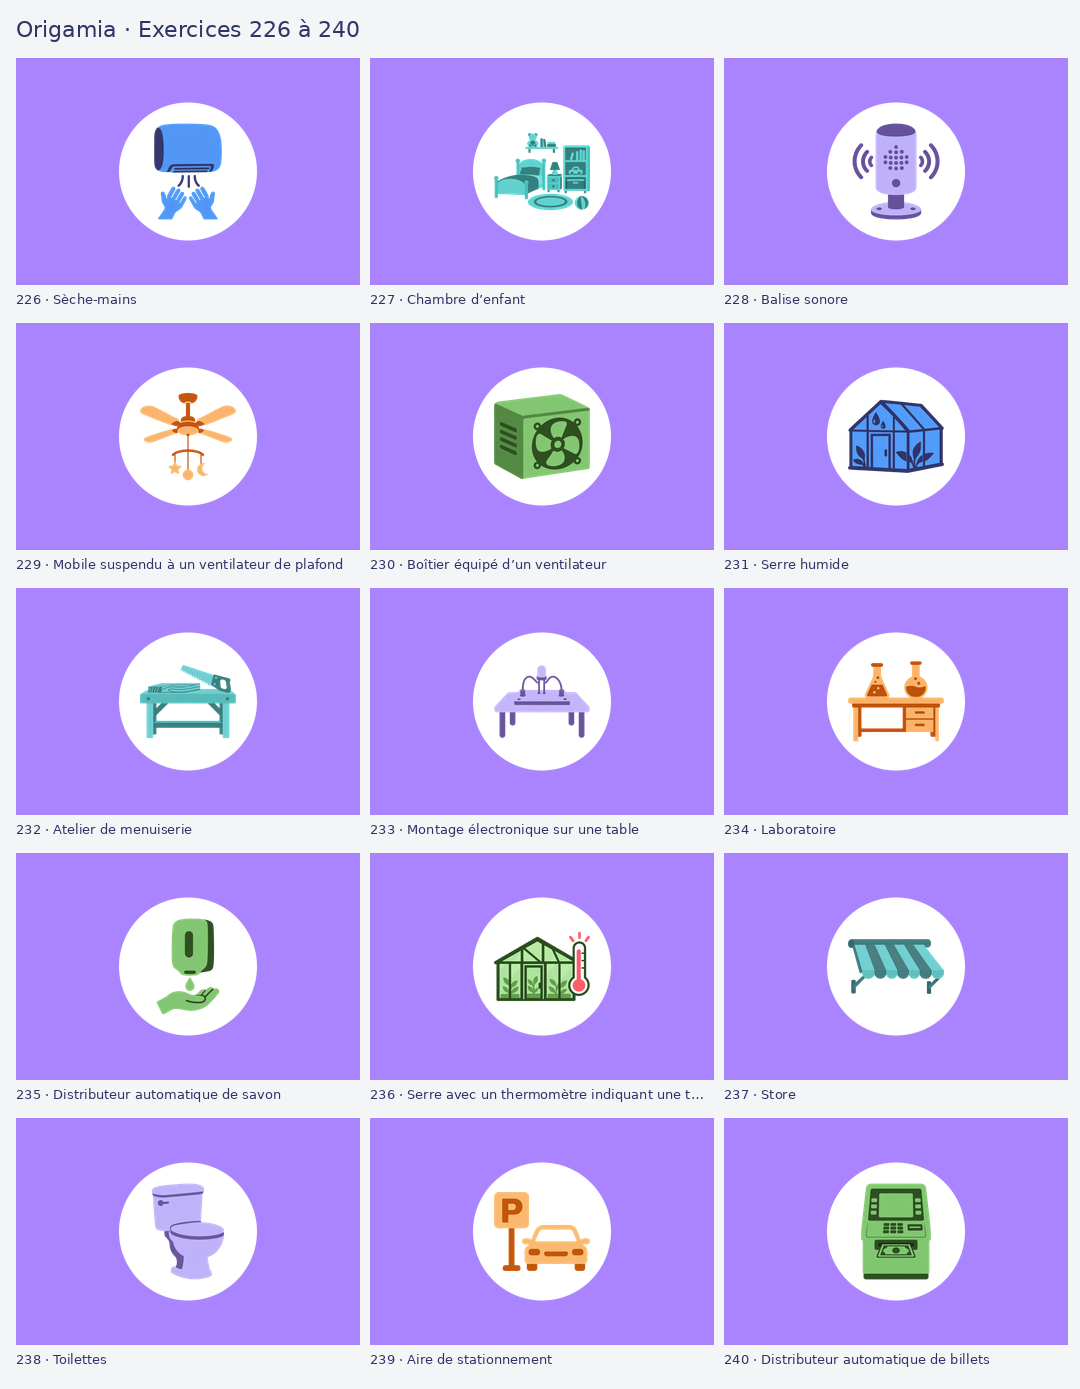 Origamia · Exercices 226 à 240
226 · Sèche-mains
227 · Chambre d’enfant
228 · Balise sonore
229 · Mobile suspendu à un ventilateur de plafond
230 · Boîtier équipé d’un ventilateur
231 · Serre humide
232 · Atelier de menuiserie
233 · Montage électronique sur une table
234 · Laboratoire
235 · Distributeur automatique de savon
236 · Serre avec un thermomètre indiquant une t…
237 · Store
P
238 · Toilettes
239 · Aire de stationnement
240 · Distributeur automatique de billets